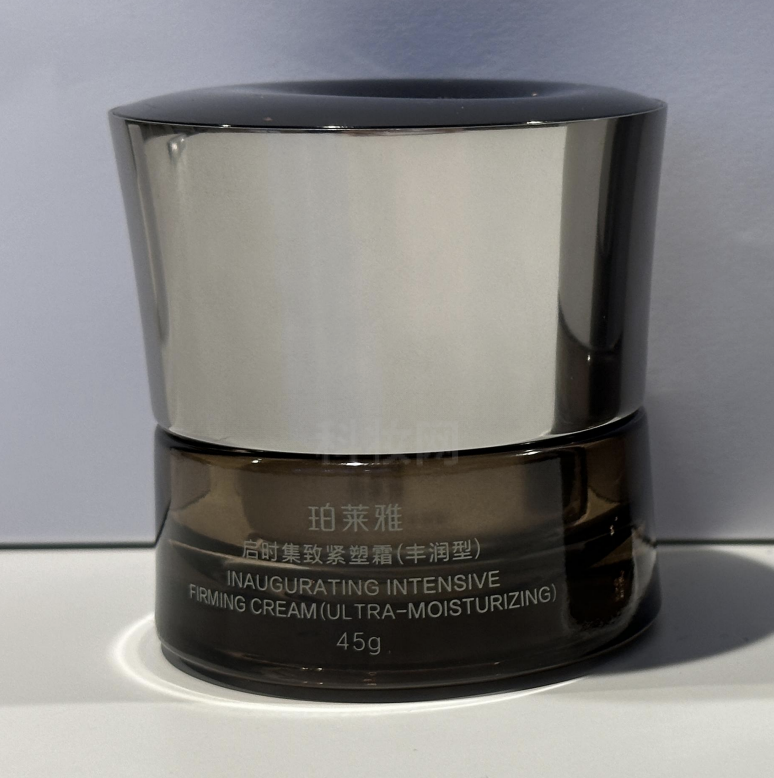 珀莱雅
启时集致紧塑霜(丰润型)
INAUGURATING INTENSIVE
FIRMING CREAM(ULTRA-MOISTURIZING)
45g